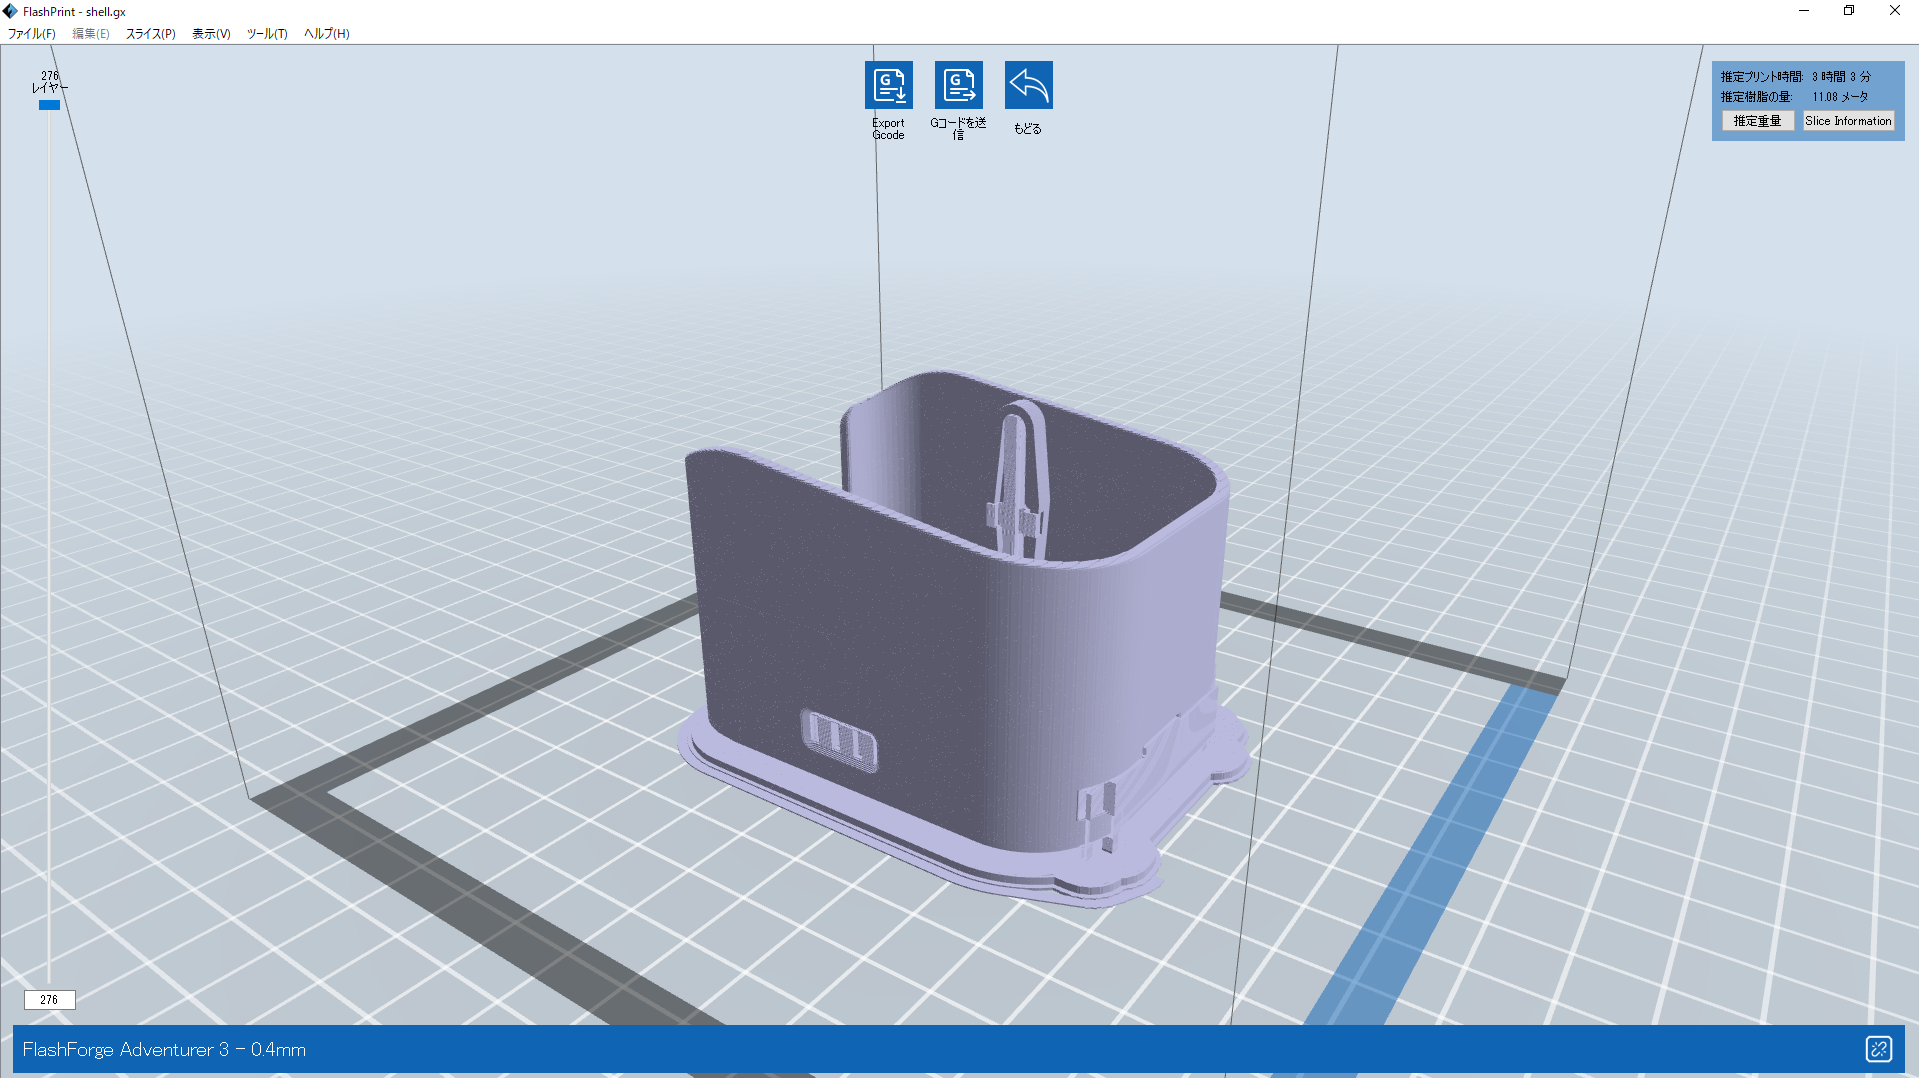 FlashPrint - shell.gx
ファイル(F) 編集(E) スライス(P) 表示(V) ツール(T) ヘルプ(H)
276
レイヤー
Export
Gcode
Gコードを送
信
もどる
推定プリント時間: 3 時間 3 分
推定樹脂の量: 11.08 メータ
推定重量 Slice Information
276
FlashForge Adventurer 3 - 0.4mm